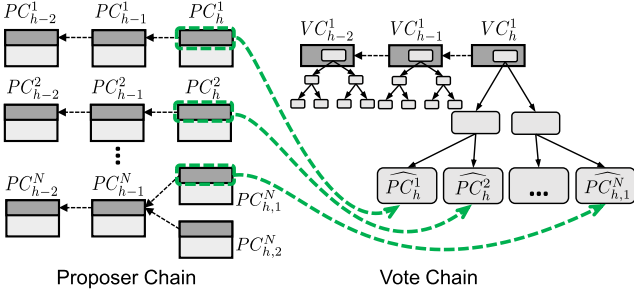 $PC^1_{h-2}$ $PC^1_{h-1}$ $PC^1_h$
$PC^2_{h-2}$ $PC^2_{h-1}$ $PC^2_h$
$PC^N_{h-2}$ $PC^N_{h-1}$
$PC^N_{h,1}$
$PC^N_{h,2}$
Proposer Chain
$VC^1_{h-2}$ $VC^1_{h-1}$ $VC^1_h$
$\widehat{PC}^1_h$ $\widehat{PC}^2_h$ ... $\widehat{PC}^N_{h,1}$
Vote Chain